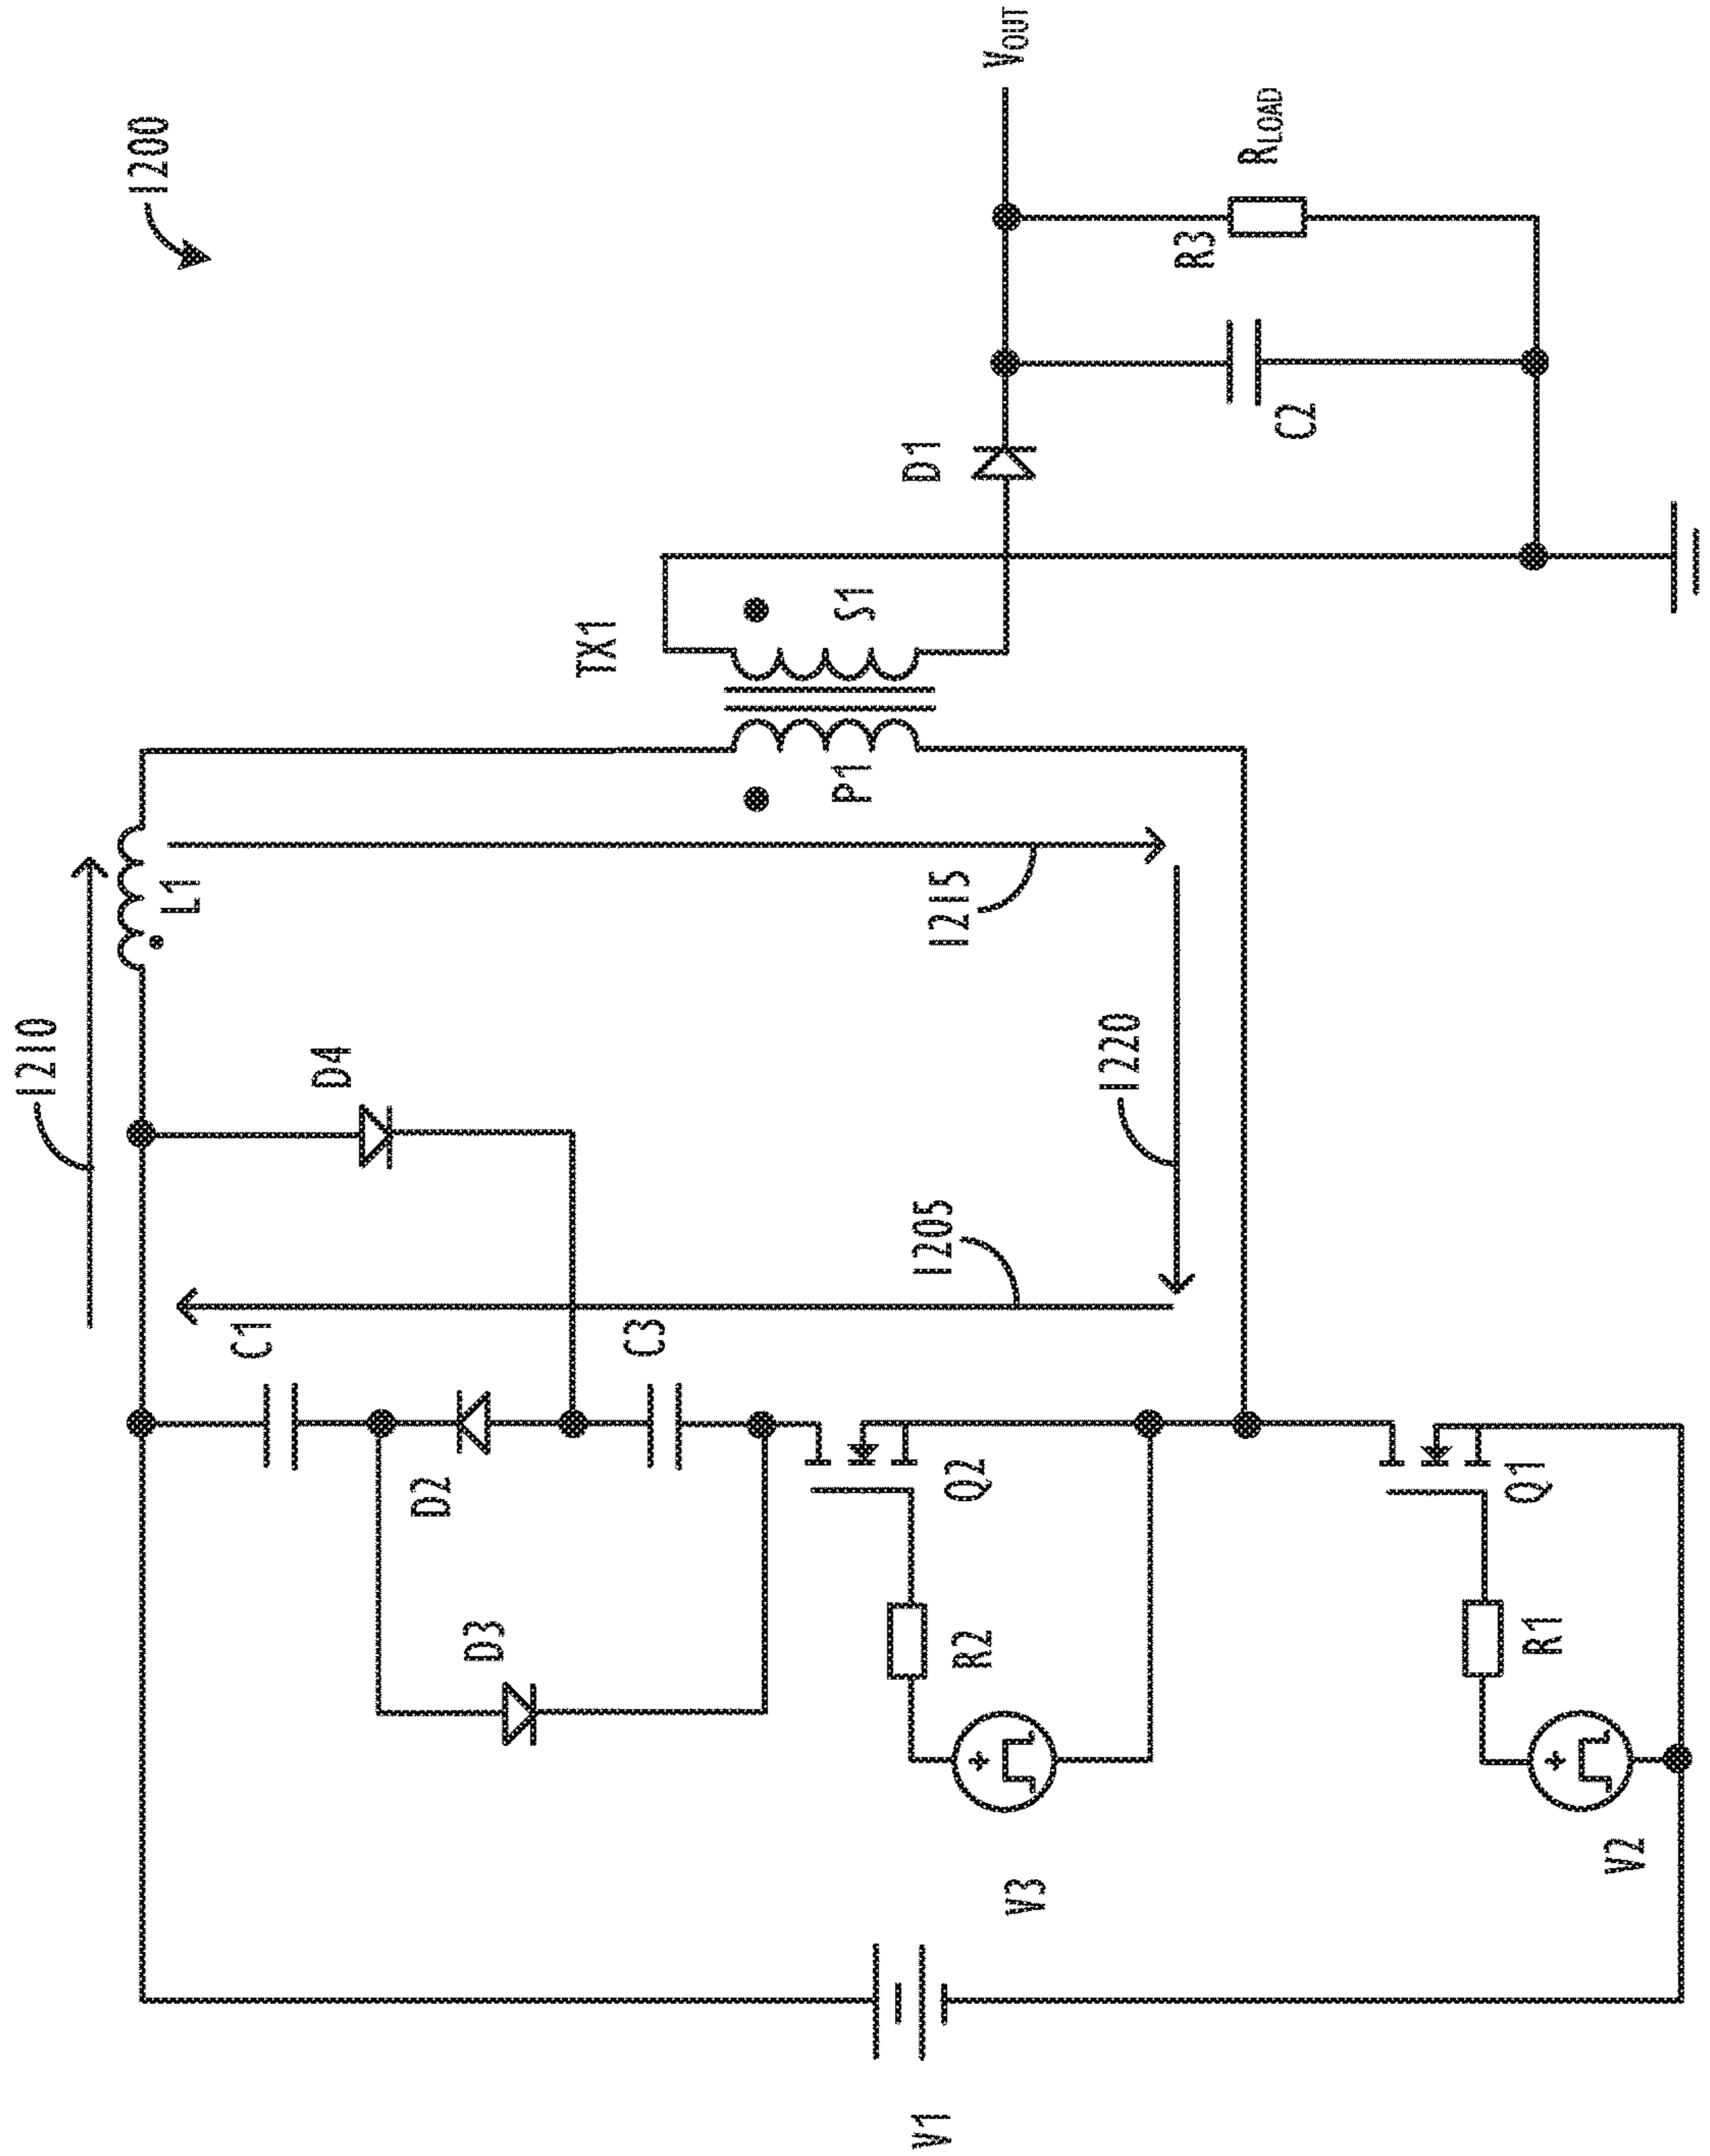 1200
1210
L1
TX1
P1
S1
D1
VOUT
RLOAD
R3
C2
D4
1215
1220
1205
C1
D2
C3
D3
Q2
R2
V3
Q1
R1
V2
V1
+
+